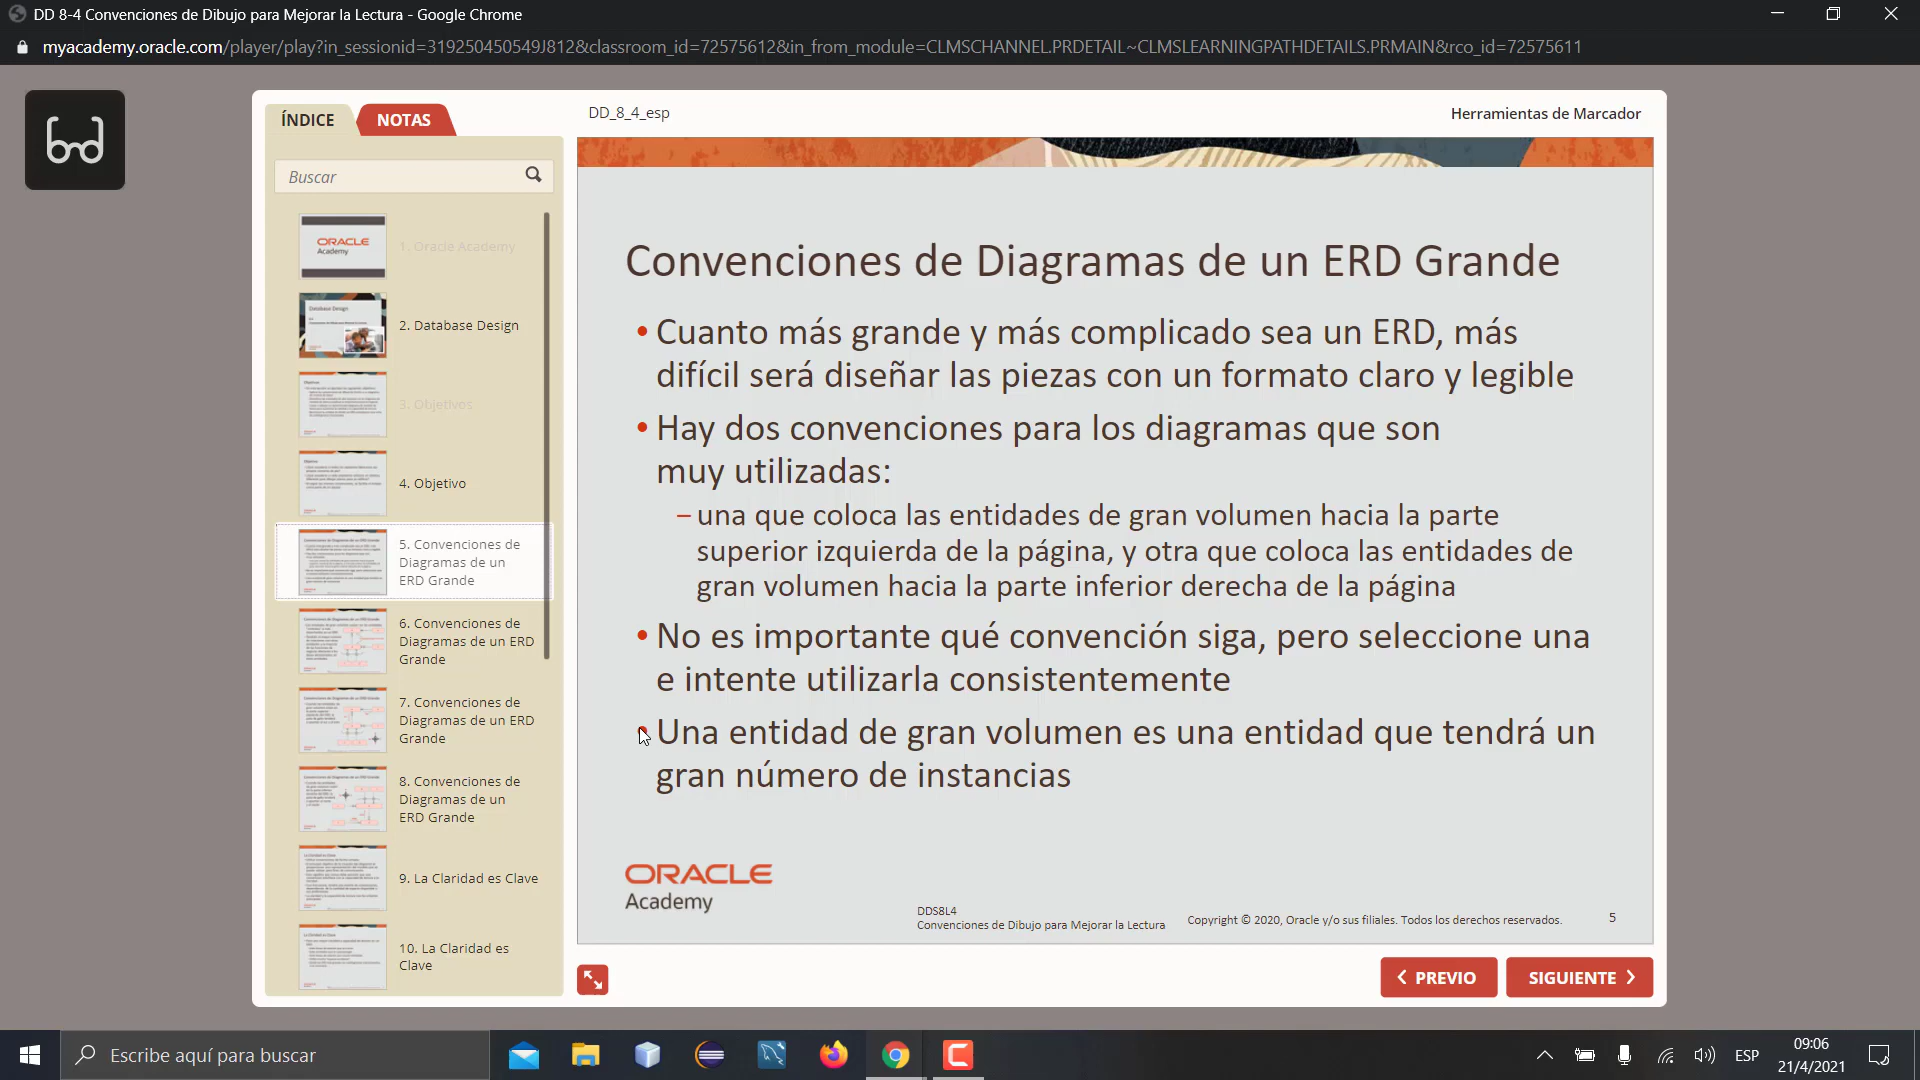 DD 8-4 Convenciones de Dibujo para Mejorar la Lectura - Google Chrome
myacademy.oracle.com/player/play?in_sessionid=319250450549J812&classroom_id=72575612&in_from_module=CLMSCHANNEL.PRDETAIL~CLMSLEARNINGPATHDETAILS.PRMAIN&rco_id=72575611
ÍNDICE
NOTAS
DD_8_4_esp
Herramientas de Marcador
Buscar
ORACLE
Academy
1. Oracle Academy
Database Design
2. Database Design
3. Objetivos
4. Objetivo
5. Convenciones de
Diagramas de un
ERD Grande
6. Convenciones de
Diagramas de un ERD
Grande
7. Convenciones de
Diagramas de un ERD
Grande
8. Convenciones de
Diagramas de un
ERD Grande
9. La Claridad es Clave
10. La Claridad es
Clave
Convenciones de Diagramas de un ERD Grande
• Cuanto más grande y más complicado sea un ERD, más
difícil será diseñar las piezas con un formato claro y legible
• Hay dos convenciones para los diagramas que son
muy utilizadas:
– una que coloca las entidades de gran volumen hacia la parte
superior izquierda de la página, y otra que coloca las entidades de
gran volumen hacia la parte inferior derecha de la página
• No es importante qué convención siga, pero seleccione una
e intente utilizarla consistentemente
• Una entidad de gran volumen es una entidad que tendrá un
gran número de instancias
ORACLE
Academy
DDS8L4
Convenciones de Dibujo para Mejorar la Lectura
Copyright © 2020, Oracle y/o sus filiales. Todos los derechos reservados.
5
PREVIO
SIGUIENTE
Escribe aquí para buscar
ESP
09:06
21/4/2021